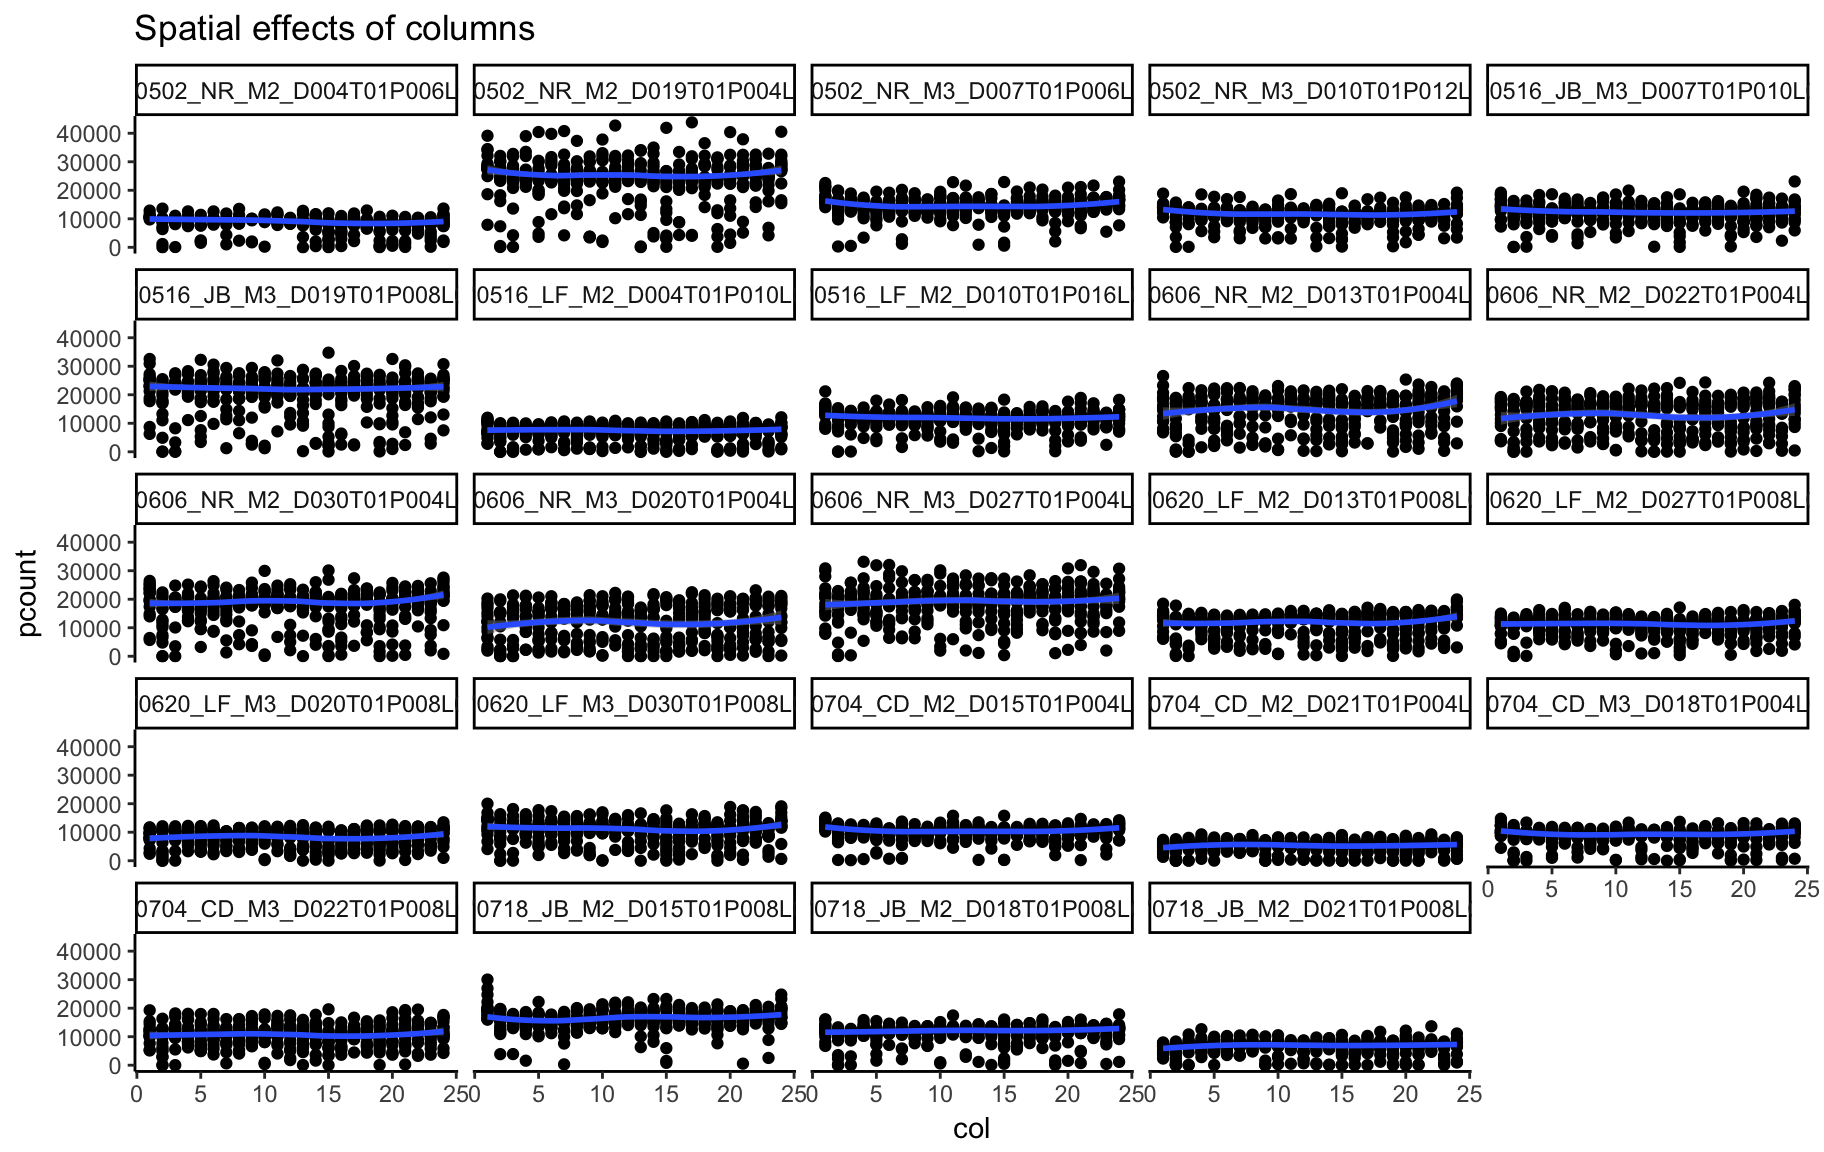 Spatial effects of columns
0502_NR_M2_D004T01P006L 0502_NR_M2_D019T01P004L 0502_NR_M3_D007T01P006L 0502_NR_M3_D010T01P012L 0516_JB_M3_D007T01P010L
40000
30000
20000
10000
0
0516_JB_M3_D019T01P008L 0516_LF_M2_D004T01P010L 0516_LF_M2_D010T01P016L 0606_NR_M2_D013T01P004L 0606_NR_M2_D022T01P004L
40000
30000
20000
10000
0
0606_NR_M2_D030T01P004L 0606_NR_M3_D020T01P004L 0606_NR_M3_D027T01P004L 0620_LF_M2_D013T01P008L 0620_LF_M2_D027T01P008L
40000
30000
20000
10000
0
pcount
0620_LF_M3_D020T01P008L 0620_LF_M3_D030T01P008L 0704_CD_M2_D015T01P004L 0704_CD_M2_D021T01P004L 0704_CD_M3_D018T01P004L
40000
30000
20000
10000
0
0 5 10 15 20 25
0704_CD_M3_D022T01P008L 0718_JB_M2_D015T01P008L 0718_JB_M2_D018T01P008L 0718_JB_M2_D021T01P008L
40000
30000
20000
10000
0
0 5 10 15 20 25 0 5 10 15 20 25 0 5 10 15 20 25 0 5 10 15 20 25
col